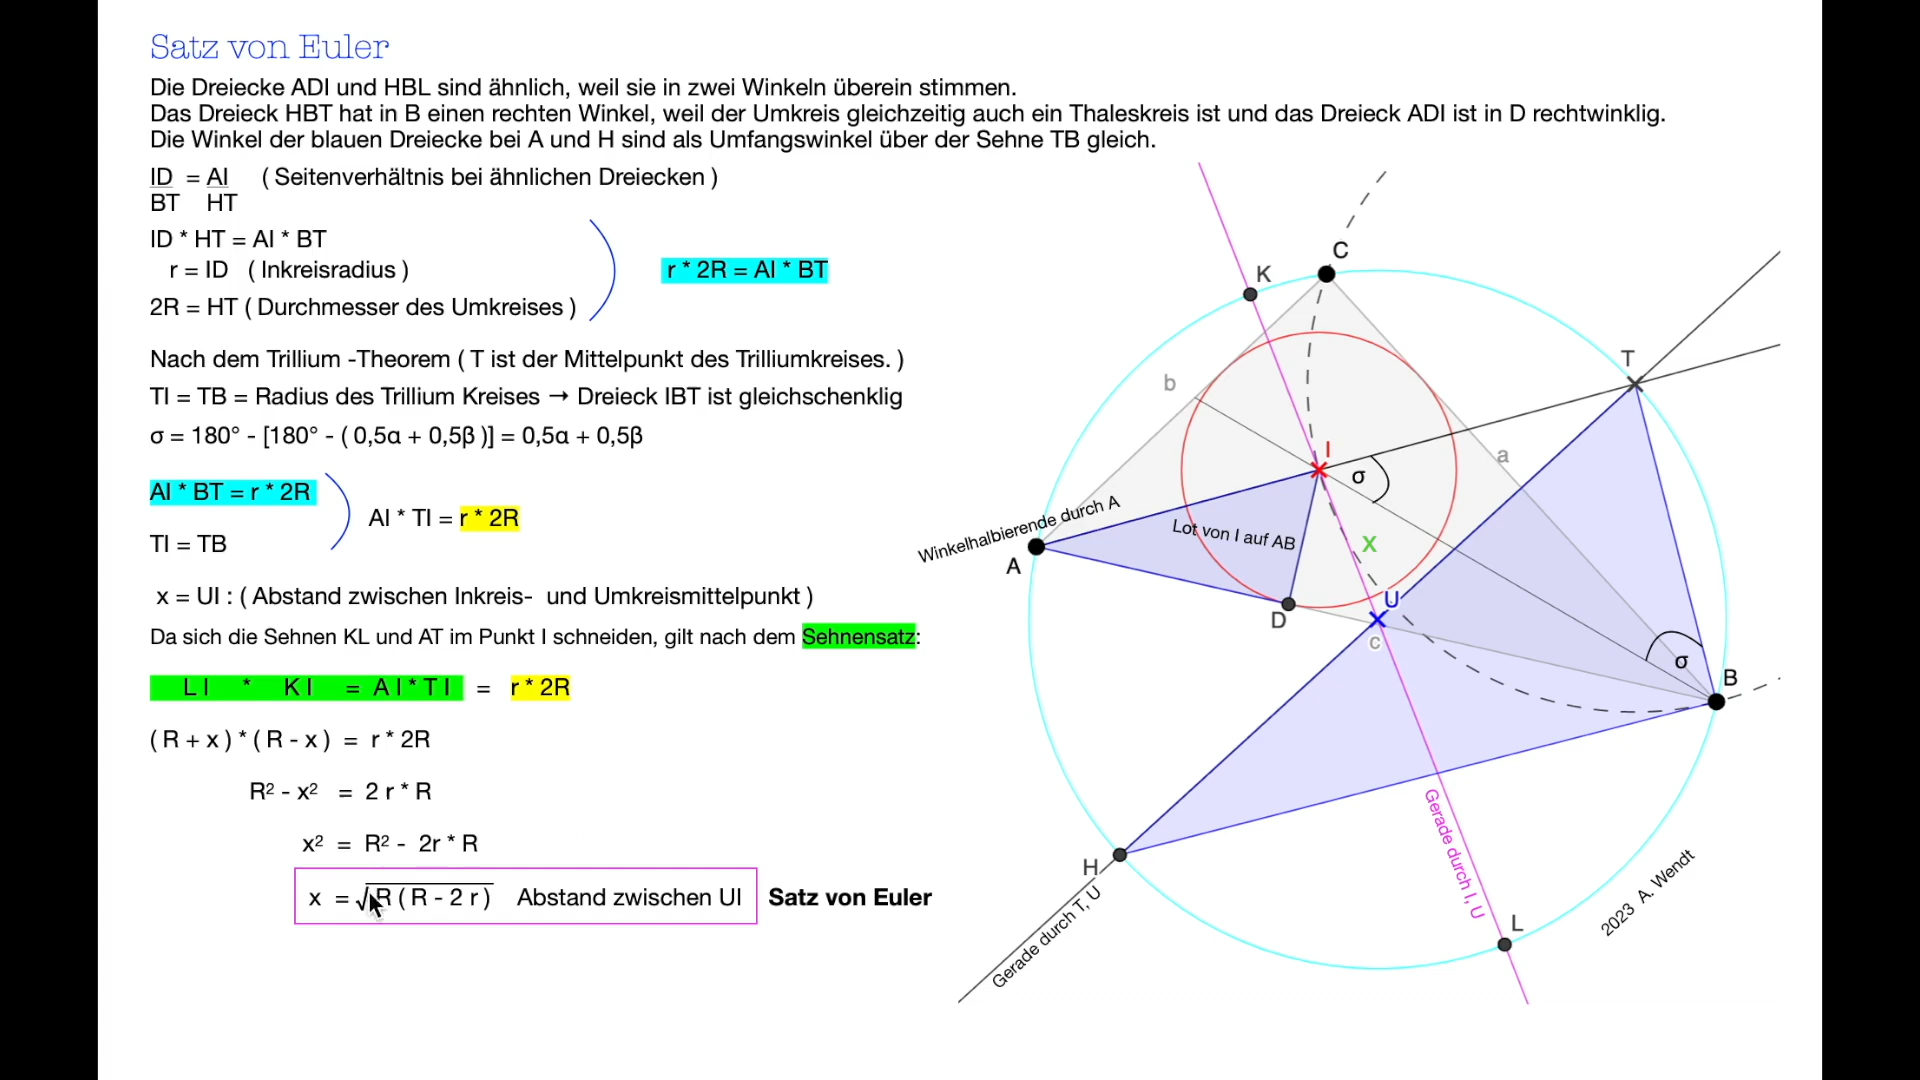 Satz von Euler
Die Dreiecke ADI und HBL sind ähnlich, weil sie in zwei Winkeln überein stimmen.
Das Dreieck HBT hat in B einen rechten Winkel, weil der Umkreis gleichzeitig auch ein Thaleskreis ist und das Dreieck ADI ist in D rechtwinklig.
Die Winkel der blauen Dreiecke bei A und H sind als Umfangswinkel über der Sehne TB gleich.
ID = AI ( Seitenverhältnis bei ähnlichen Dreiecken )
BT HT
ID * HT = AI * BT
r = ID ( Inkreisradius )
r * 2R = AI * BT
2R = HT ( Durchmesser des Umkreises )
Nach dem Trillium -Theorem ( T ist der Mittelpunkt des Trilliumkreises. )
TI = TB = Radius des Trillium Kreises → Dreieck IBT ist gleichschenklig
σ = 180° - [180° - ( 0,5α + 0,5β )] = 0,5α + 0,5β
AI * BT = r * 2R
AI * TI = r * 2R
TI = TB
x = UI : ( Abstand zwischen Inkreis- und Umkreismittelpunkt )
Da sich die Sehnen KL und AT im Punkt I schneiden, gilt nach dem Sehnensatz:
L I * K I = A I * T I = r * 2R
( R + x ) * ( R - x ) = r * 2R
R² - x² = 2 r * R
x² = R² - 2r * R
x = √R ( R - 2 r ) Abstand zwischen UI
Satz von Euler
C
K
T
b
I
a
σ
Winkelhalbierende durch A
Lot von I auf AB
X
A
D
U
c
σ
B
H
Gerade durch T, U
Gerade durch I, U
L
2023 A. Wendt